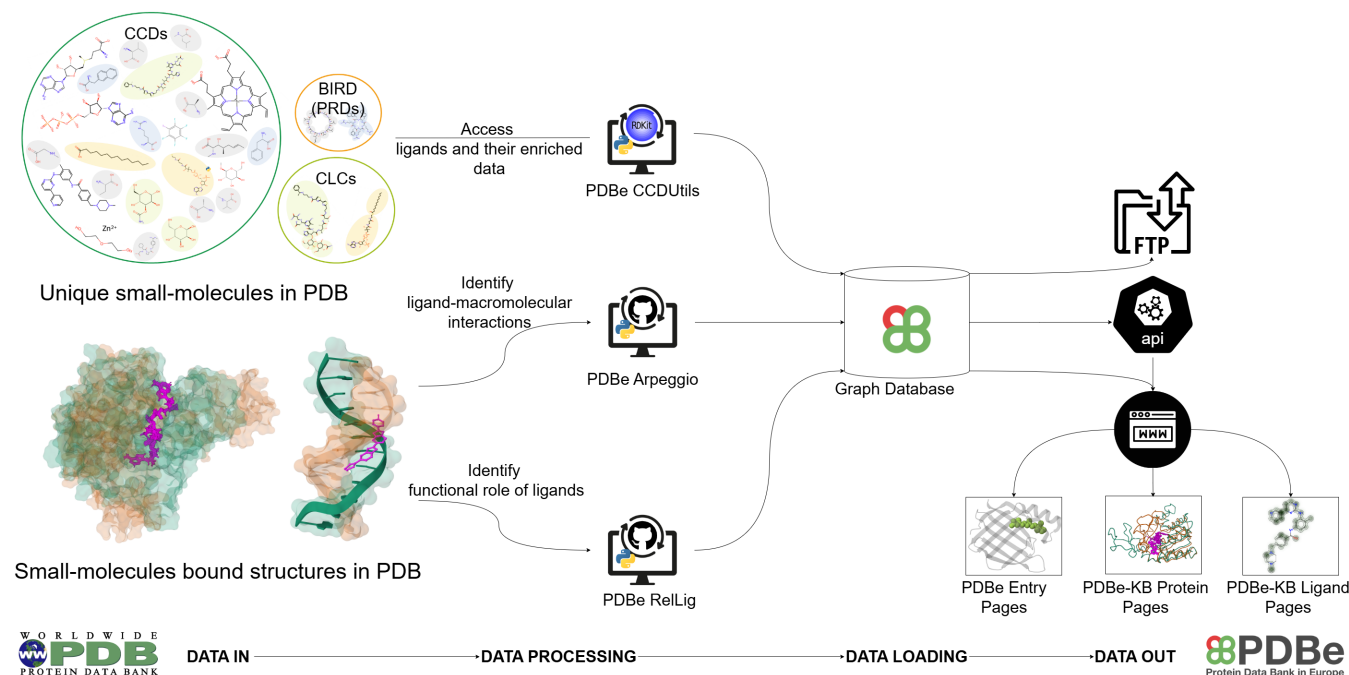 CCDs
BIRD
(PRDs)
CLCs
Zn²⁺
Unique small-molecules in PDB
Access
ligands and their enriched
data
RDKit
PDBe CCDUtils
Identify
ligand-macromolecular
interactions
PDBe Arpeggio
Small-molecules bound structures in PDB
Identify
functional role of ligands
PDBe RelLig
Graph Database
FTP
api
WWW
PDBe Entry
Pages
PDBe-KB Protein
Pages
PDBe-KB Ligand
Pages
WORLDWIDE
PDB
PROTEIN DATA BANK
DATA IN
DATA PROCESSING
DATA LOADING
DATA OUT
PDBe
Protein Data Bank in Europe